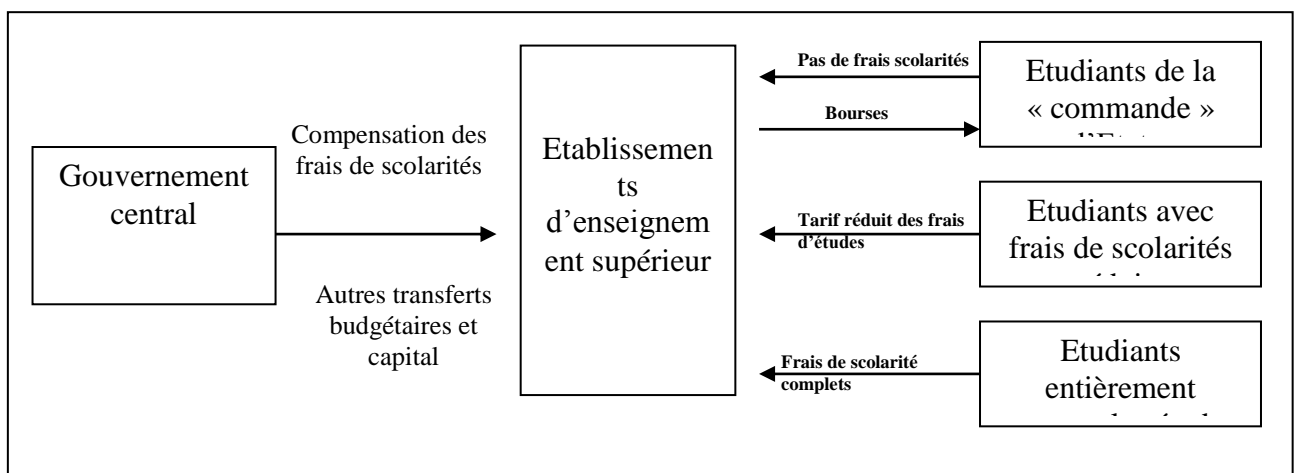 Gouvernement
central
Compensation des
frais de scolarités
Autres transferts
budgétaires et
capital
Etablissemen
ts
d’enseignem
ent supérieur
Pas de frais scolarités
Bourses
Tarif réduit des frais
d’études
Frais de scolarité
complets
Etudiants de la
« commande »
Etudiants avec
frais de scolarités
Etudiants
entièrement